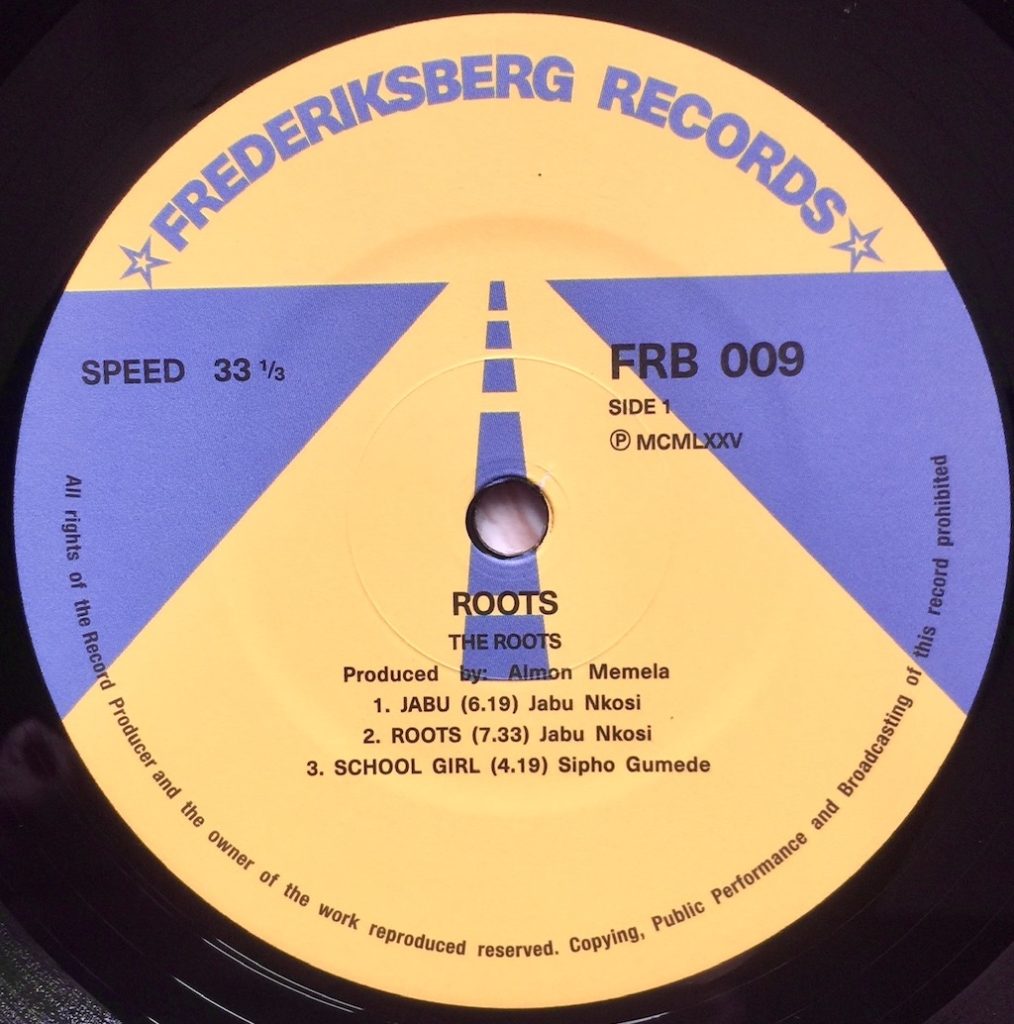 FREDERIKSBERG RECORDS
SPEED 33 1/3
FRB 009
SIDE 1
Ⓟ MCMLXXV
ROOTS
THE ROOTS
Produced by: Almon Memela
1. JABU (6.19) Jabu Nkosi
2. ROOTS (7.33) Jabu Nkosi
3. SCHOOL GIRL (4.19) Sipho Gumede
All rights of the Record Producer and the owner of the work reproduced reserved. Copying, Public Performance and Broadcasting of this record prohibited